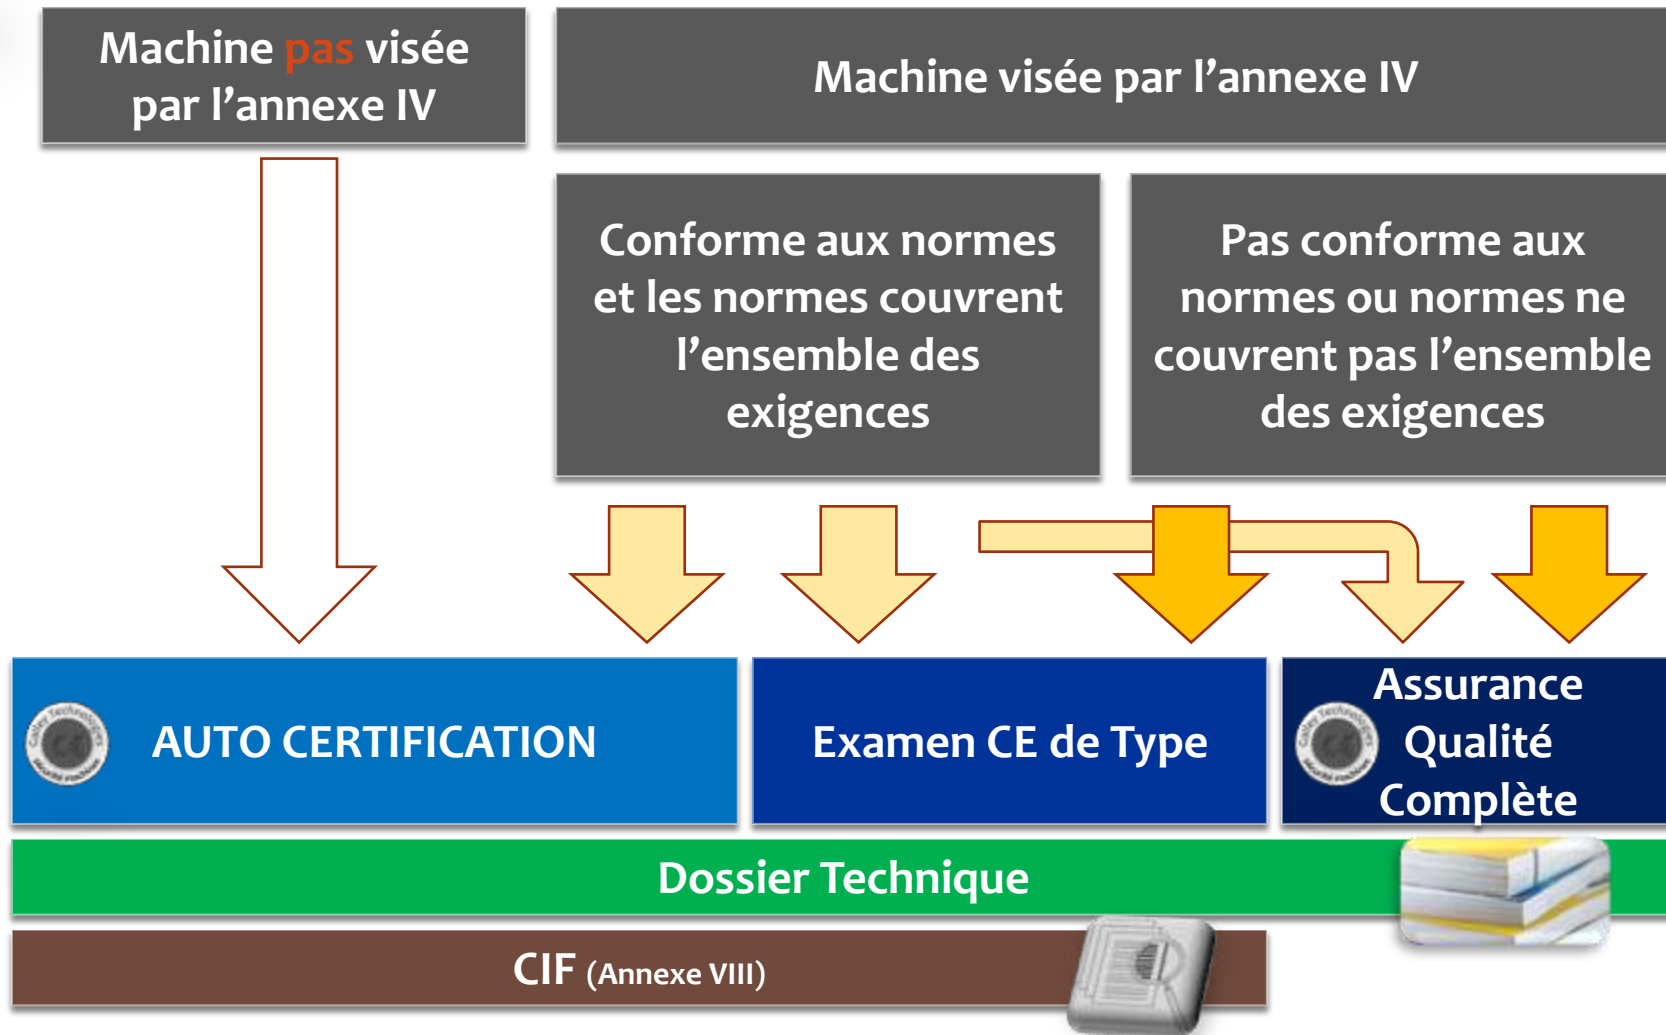 Machine pas visée
par l’annexe IV
Machine visée par l’annexe IV
Conforme aux normes
et les normes couvrent
l’ensemble des
exigences
Pas conforme aux
normes ou normes ne
couvrent pas l’ensemble
des exigences
AUTO CERTIFICATION
Examen CE de Type
Assurance
Qualité
Complète
Dossier Technique
CIF (Annexe VIII)